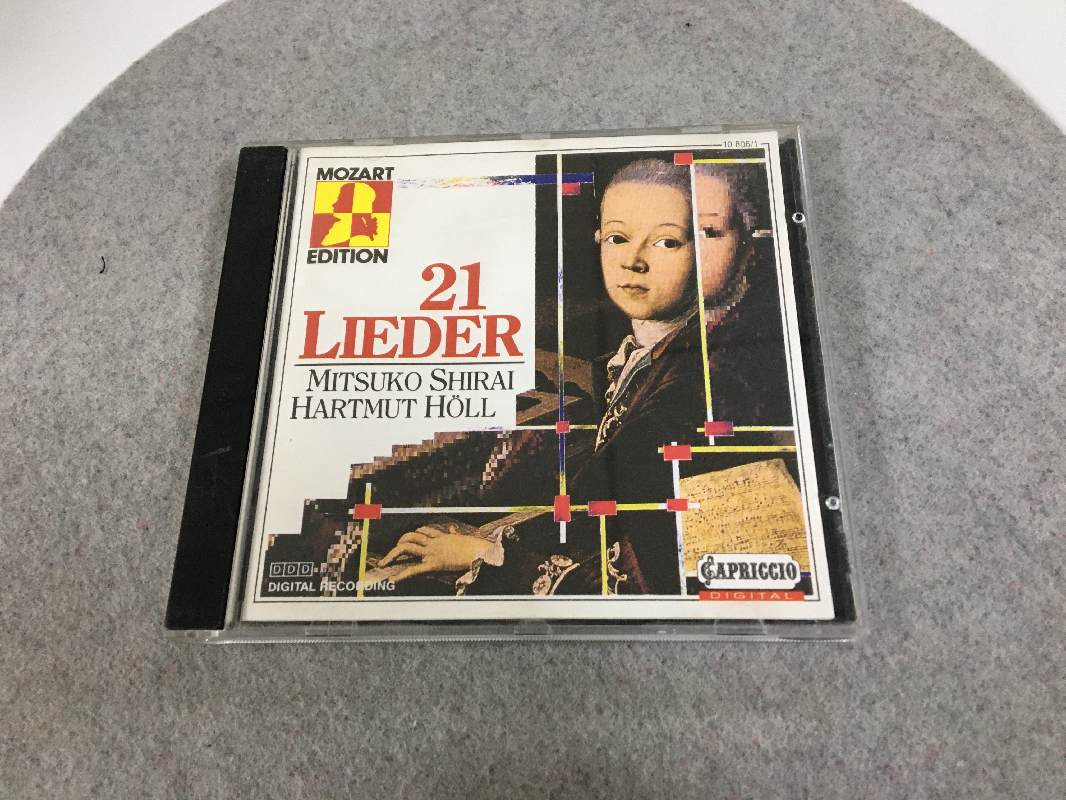 10 806/1
MOZART
EDITION
21
LIEDER
MITSUKO SHIRAI
HARTMUT HÖLL
DDD
DIGITAL RECORDING
CAPRICCIO
DIGITAL